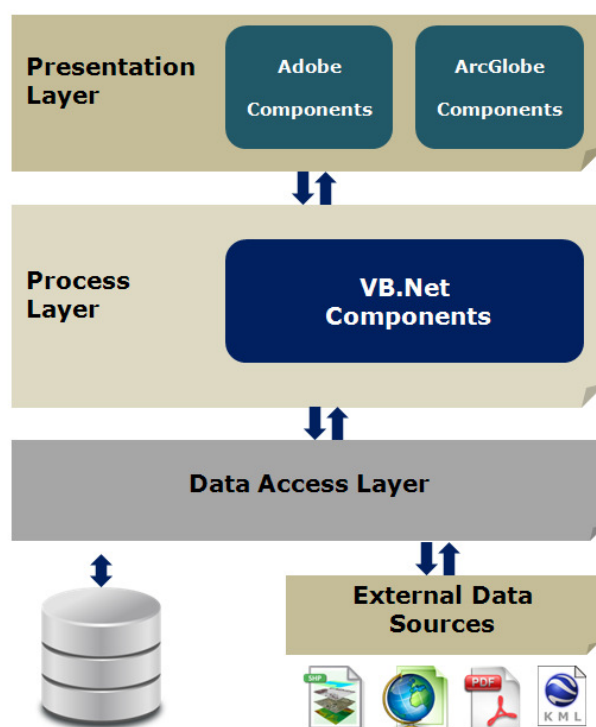 Presentation
Layer
Adobe
Components
ArcGlobe
Components
Process
Layer
VB.Net
Components
Data Access Layer
External Data
Sources
SHP
PDF
KML